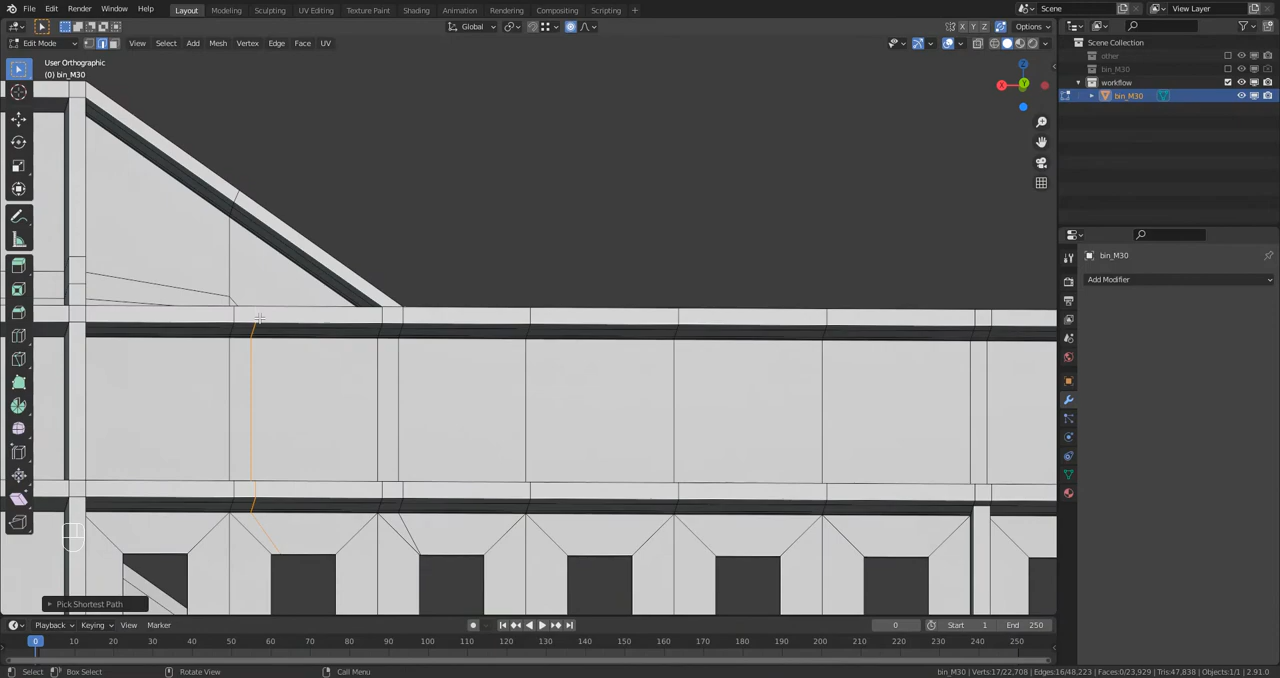 File Edit Render Window Help Layout Modeling Sculpting UV Editing Texture Paint Shading Animation Rendering Compositing Scripting + Scene View Layer
Global Options
Edit Mode View Select Add Mesh Vertex Edge Face UV
User Orthographic
(0) bin_M30
Z
X Y
Scene Collection
other
bin_M30
workflow
bin_M30
bin_M30
Add Modifier
Pick Shortest Path
Playback Keying View Marker 0 Start 1 End 250
0 10 20 30 40 50 60 70 80 90 100 110 120 130 140 150 160 170 180 190 200 210 220 230 240 250
Select Box Select Rotate View Call Menu bin_M30 | Verts:17/22,708 | Edges:16/48,223 | Faces:0/23,929 | Tris:47,838 | Objects:1/1 | 2.91.0